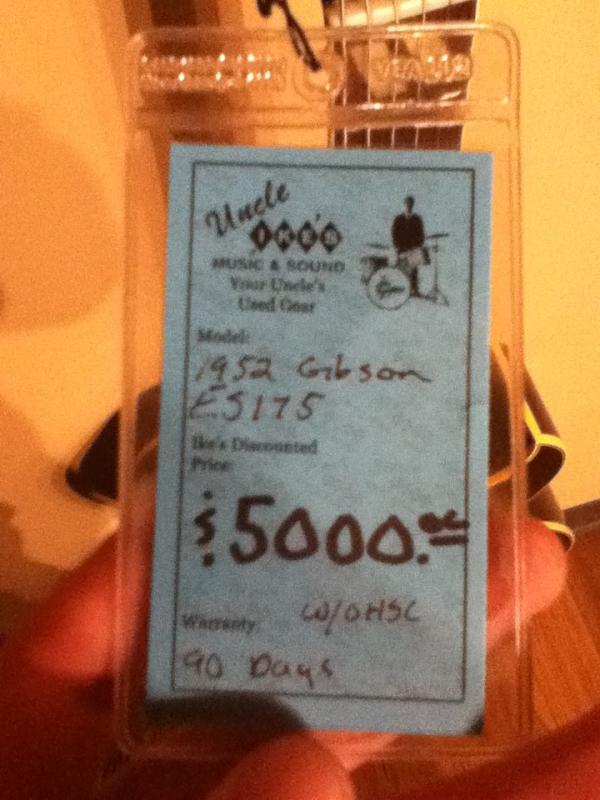 Uncle
IKE'S
MUSIC & SOUND
Your Uncle's
Used Gear
Model:
1952 Gibson
ES175
Ike's Discounted
Price:
$5000.00
W/OHSC
Warranty:
90 Days